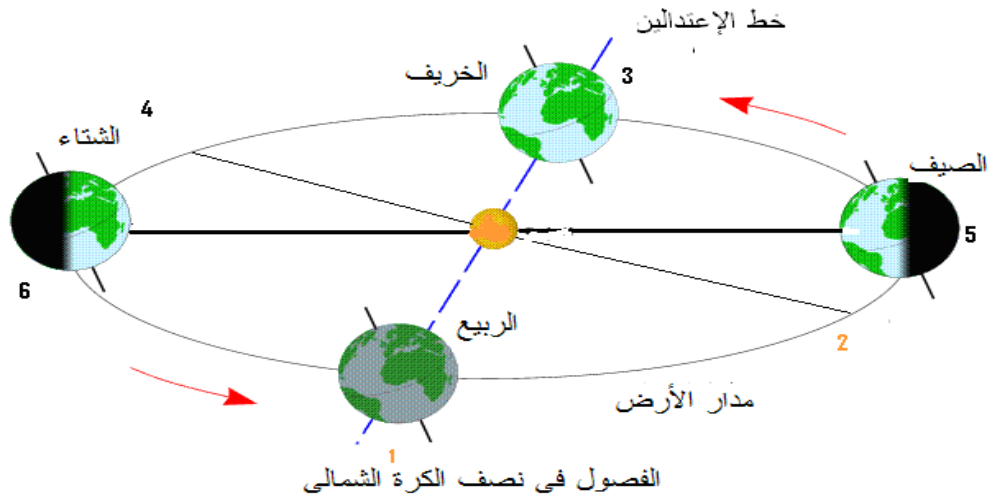 خط الإعتدالين
3
الخريف
4
الشتاء
الصيف
5
6
الربيع
2
مدار الأرض
1
الفصول في نصف الكرة الشمالي